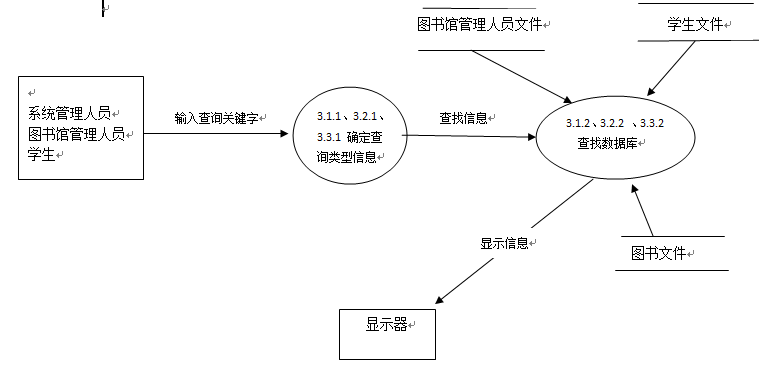 图书馆管理人员文件
学生文件
系统管理人员
图书馆管理人员
学生
输入查询关键字
3.1.1、3.2.1、
3.3.1 确定查
询类型信息
查找信息
3.1.2、3.2.2 、3.3.2
查找数据库
显示信息
图书文件
显示器